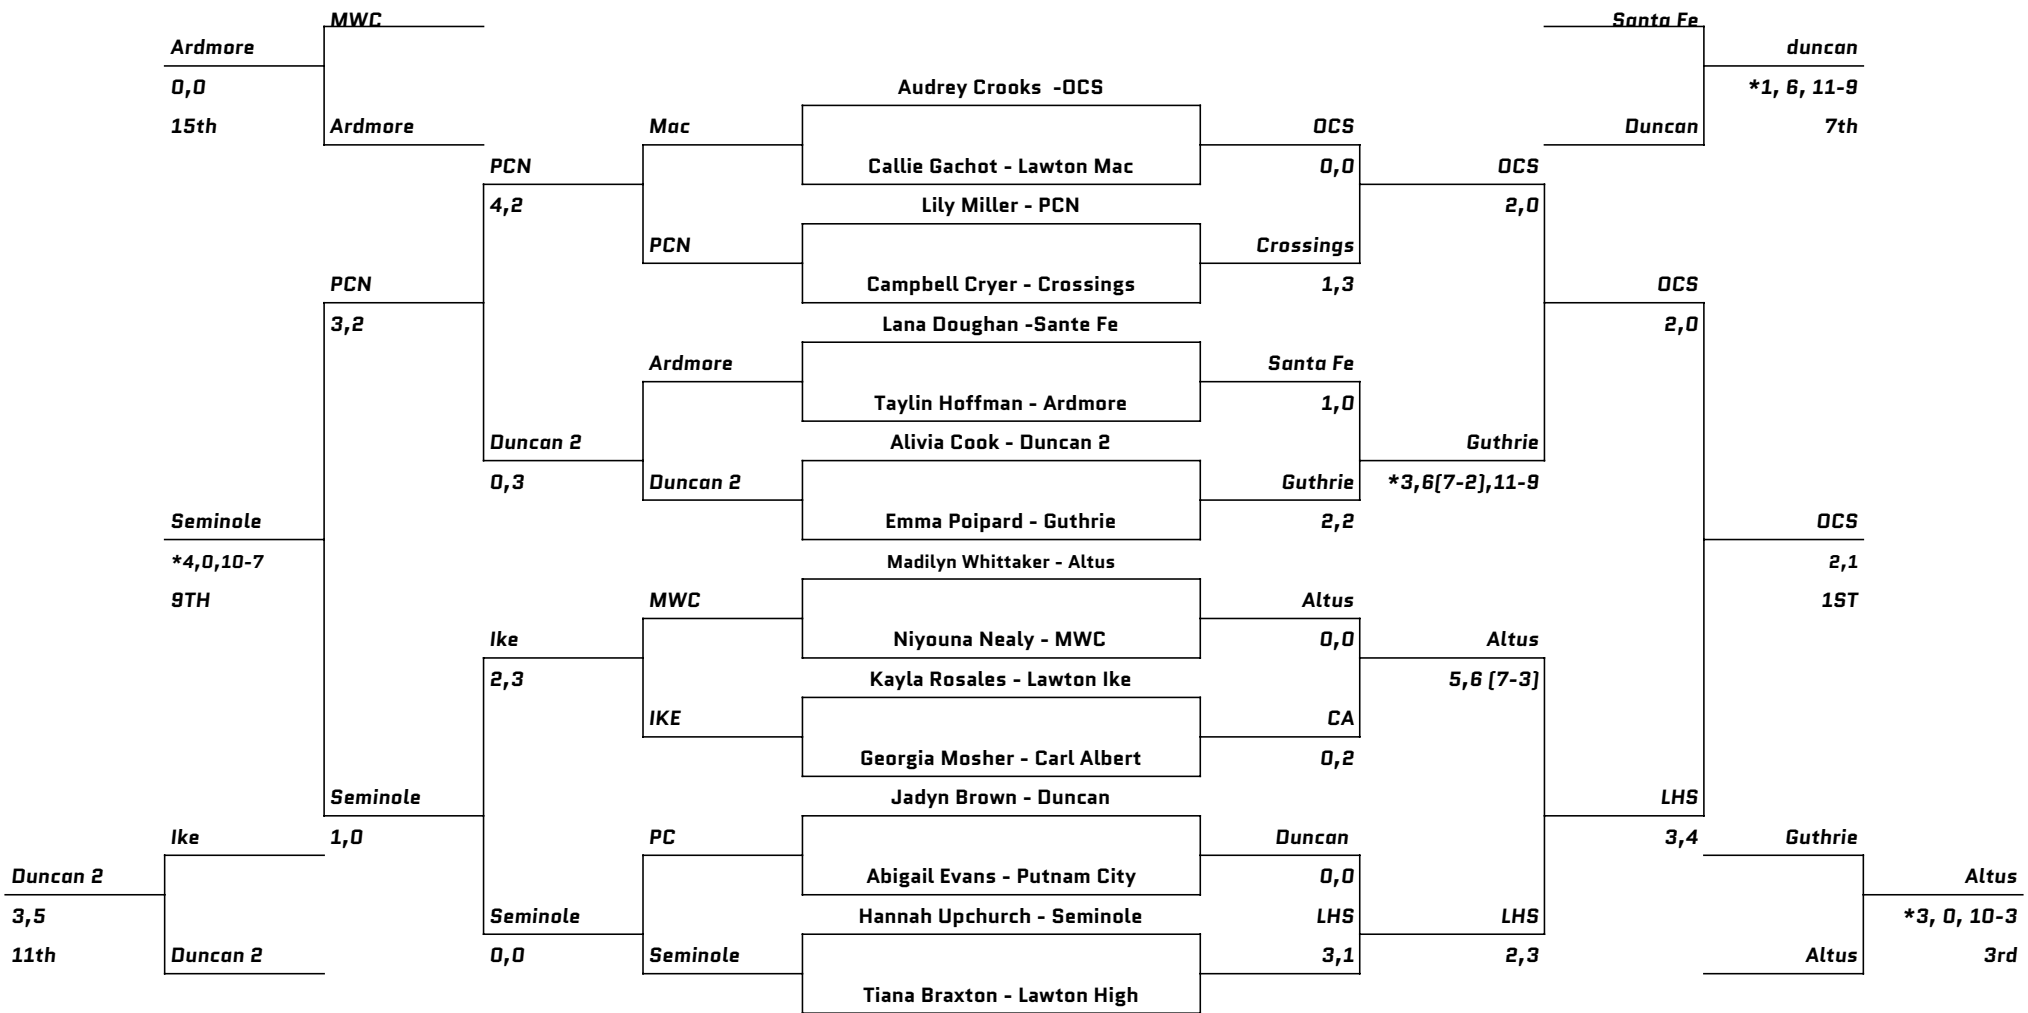 MWC
Santa Fe
Ardmore
duncan
0,0
Audrey Crooks  -OCS
*1, 6, 11-9
15th
Ardmore
Mac
OCS
Duncan
7th
PCN
Callie Gachot - Lawton Mac
0,0
OCS
4,2
Lily Miller - PCN
2,0
PCN
Crossings
PCN
Campbell Cryer - Crossings
1,3
OCS
3,2
Lana Doughan -Sante Fe
2,0
Ardmore
Santa Fe
Taylin Hoffman - Ardmore
1,0
Duncan 2
Alivia Cook - Duncan 2
Guthrie
0,3
Duncan 2
Guthrie
*3,6(7-2),11-9
Seminole
Emma Poipard - Guthrie
2,2
OCS
*4,0,10-7
Madilyn Whittaker - Altus
2,1
9TH
MWC
Altus
1ST
Ike
Niyouna Nealy - MWC
0,0
Altus
2,3
Kayla Rosales - Lawton Ike
5,6 (7-3)
IKE
CA
Georgia Mosher - Carl Albert
0,2
Seminole
Jadyn Brown - Duncan
LHS
Ike
1,0
PC
Duncan
3,4
Guthrie
Duncan 2
Abigail Evans - Putnam City
0,0
Altus
3,5
Seminole
Hannah Upchurch - Seminole
LHS
LHS
*3, 0, 10-3
11th
Duncan 2
0,0
Seminole
3,1
2,3
Altus
3rd
Tiana Braxton - Lawton High